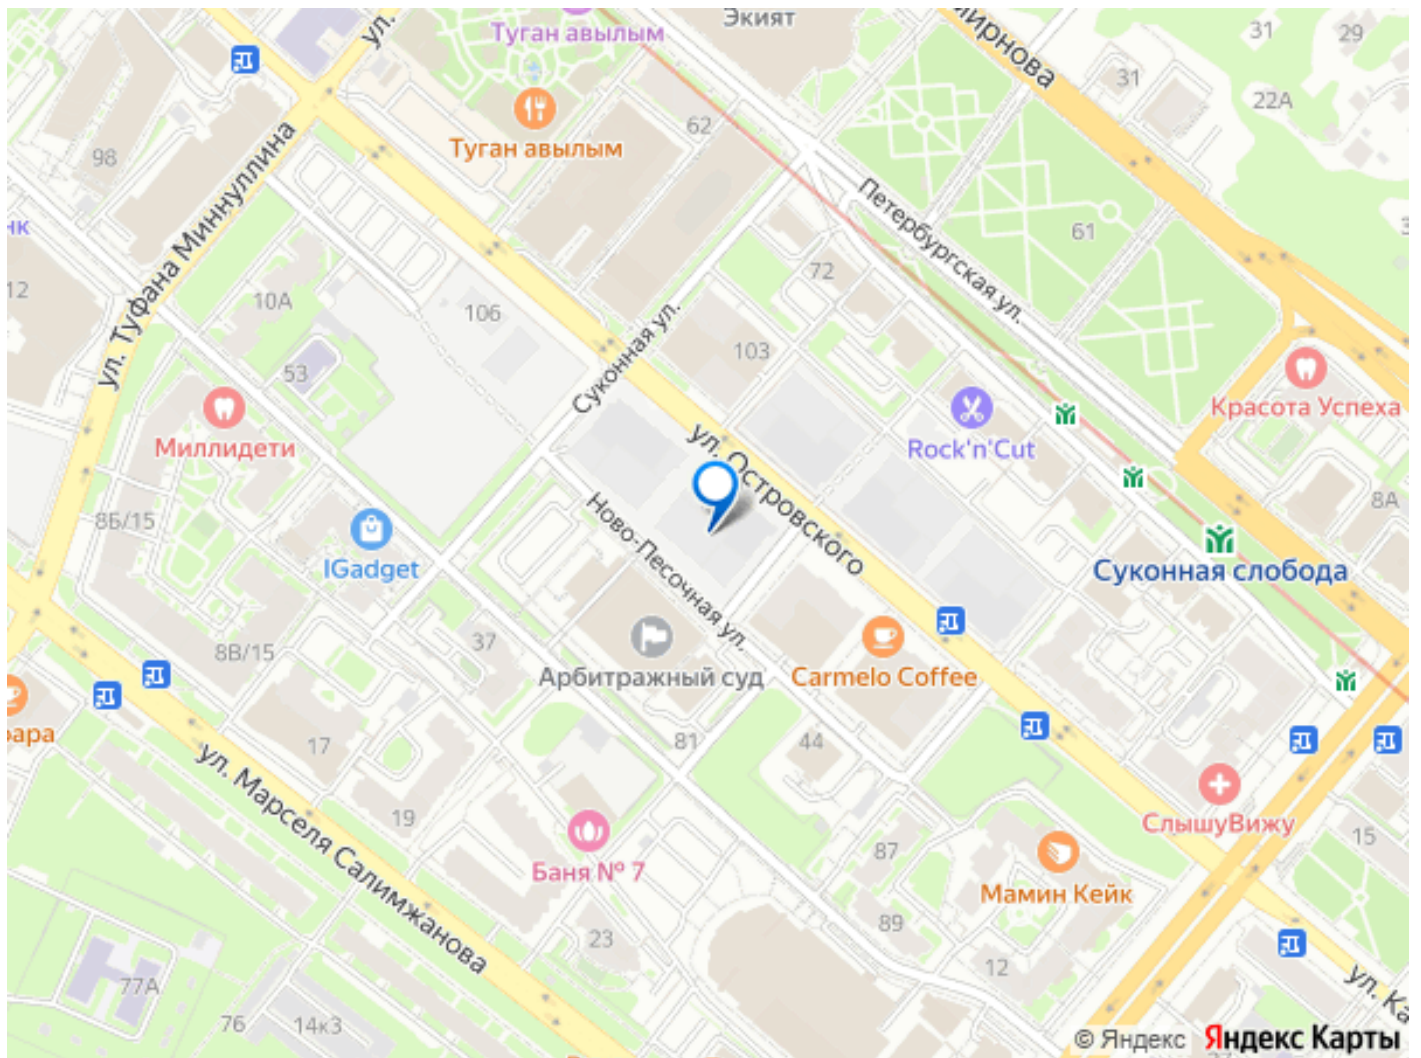 Экият
Туган авылым
ул.
31
29
31
22А
Туган авылым
62
98
ул. Туфана Миннуллина
Петербургская ул.
61
нк
12
72
10А
106
Суконная ул.
103
53
Красота Успеха
Миллидети
Rock'n'Cut
ул. Островского
8А
8Б/15
IGadget
Ново-Песочная ул.
Суконная слобода
37
8В/15
Арбитражный суд
Carmelo Coffee
17
81
44
ул. Марселя Салимжанова
СлышуВижу
19
15
Баня № 7
87
Мамин Кейк
89
23
12
77А
76
14к3
© Яндекс Яндекс Карты